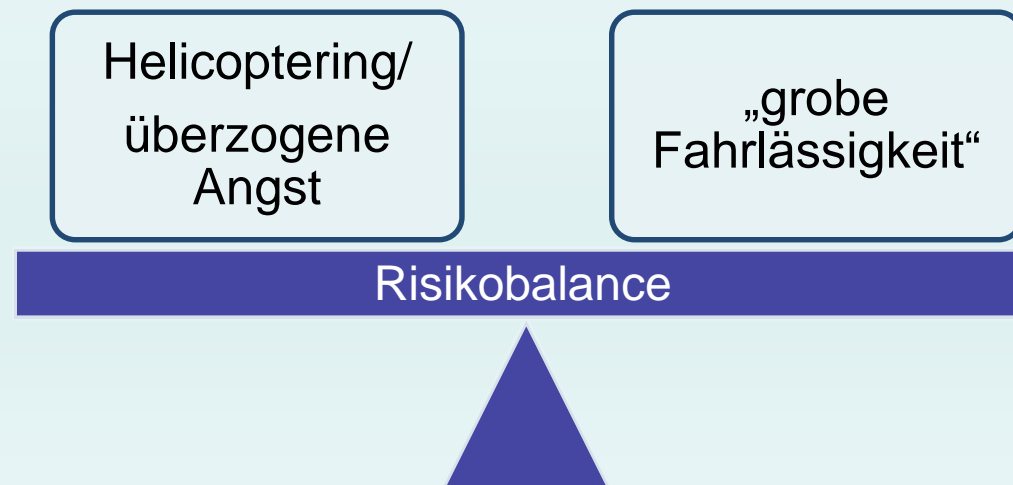 Helicoptering/
überzogene
Angst
„grobe
Fahrlässigkeit“
Risikobalance